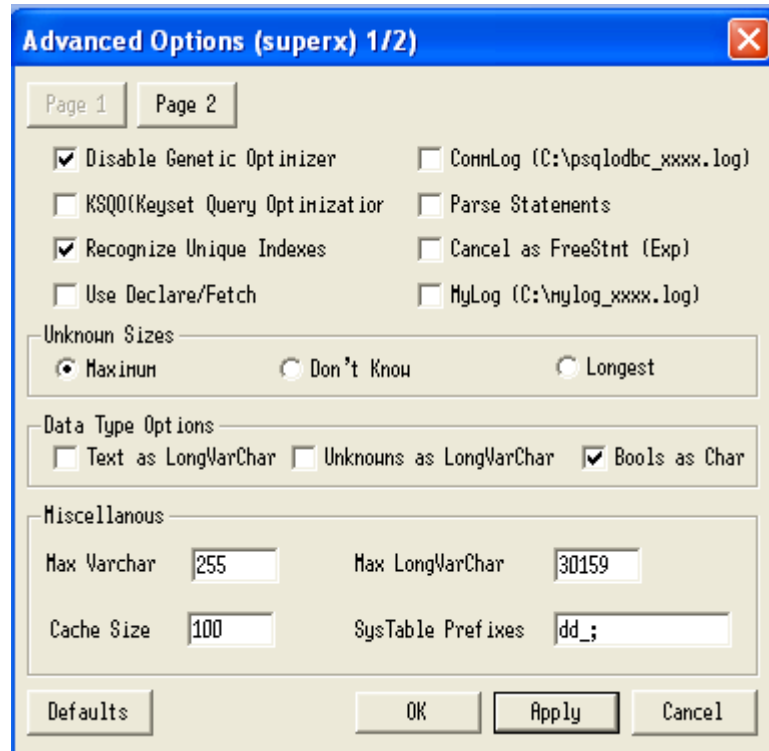 Advanced Options (superx) 1/2)
Page 1 Page 2
Disable Genetic Optimizer CommLog (C:\psqlodbc_xxxx.log)
KSQO(Keyset Query Optimization Parse Statements
Recognize Unique Indexes Cancel as FreeStmt (Exp)
Use Declare/Fetch MyLog (C:\mylog_xxxx.log)
Unknown Sizes
Maximum Don't Know Longest
Data Type Options
Text as LongVarChar Unknowns as LongVarChar Bools as Char
Miscellanous
Max Varchar 255 Max LongVarChar 30159
Cache Size 100 SysTable Prefixes dd_;
Defaults OK Apply Cancel